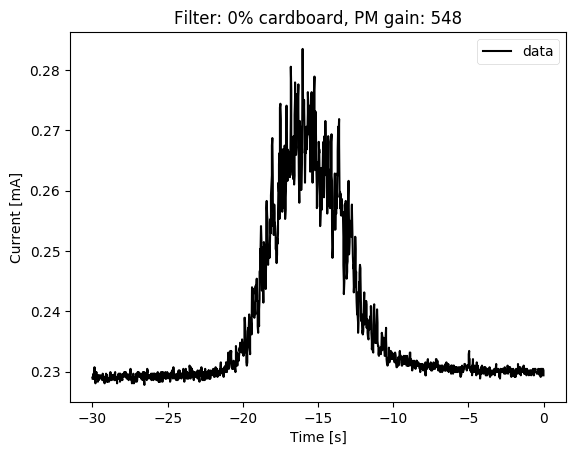 Filter: 0% cardboard, PM gain: 548
data
Current [mA]
0.28
0.27
0.26
0.25
0.24
0.23
−30 −25 −20 −15 −10 −5 0
Time [s]